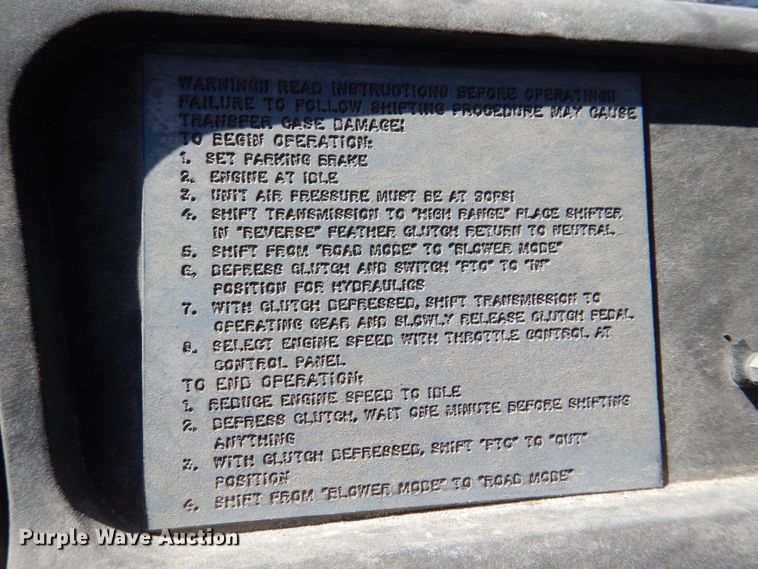 WARNING!! READ INSTRUCTIONS BEFORE OPERATING!!
FAILURE TO FOLLOW SHIFTING PROCEDURE MAY CAUSE
TRANSFER CASE DAMAGE!
TO BEGIN OPERATION:
1. SET PARKING BRAKE
2. ENGINE AT IDLE
3. UNIT AIR PRESSURE MUST BE AT 90PSI
4. SHIFT TRANSMISSION TO "HIGH RANGE" PLACE SHIFTER
IN "REVERSE" FEATHER CLUTCH RETURN TO NEUTRAL.
5. SHIFT FROM "ROAD MODE" TO "BLOWER MODE"
6. DEPRESS CLUTCH AND SWITCH "PTO" TO "IN"
POSITION FOR HYDRAULICS
7. WITH CLUTCH DEPRESSED, SHIFT TRANSMISSION TO
OPERATING GEAR AND SLOWLY RELEASE CLUTCH PEDAL
8. SELECT ENGINE SPEED WITH THROTTLE CONTROL AT
CONTROL PANEL
TO END OPERATION:
1. REDUCE ENGINE SPEED TO IDLE
2. DEPRESS CLUTCH, WAIT ONE MINUTE BEFORE SHIFTING
ANYTHING
3. WITH CLUTCH DEPRESSED, SHIFT "PTO" TO "OUT"
POSITION
4. SHIFT FROM "BLOWER MODE" TO "ROAD MODE"
Purple Wave Auction